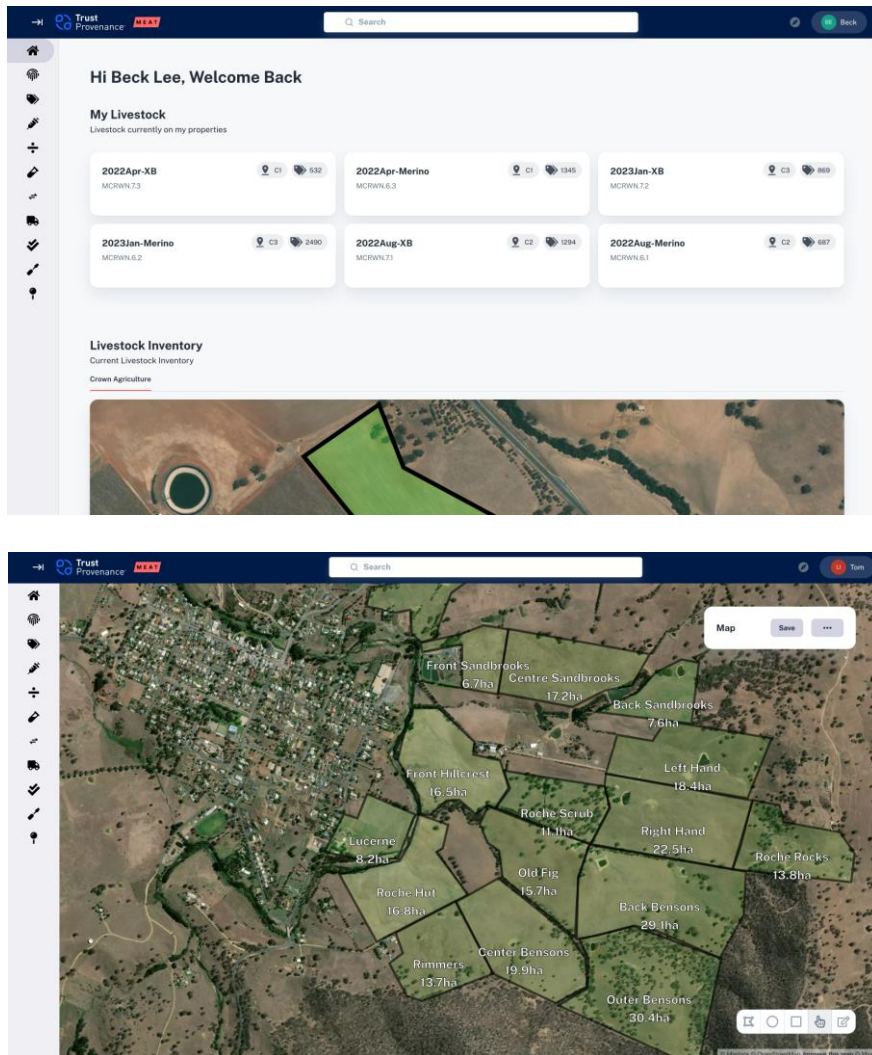 Trust
Provenance MEAT
Search
BE Beck
Hi Beck Lee, Welcome Back
My Livestock
Livestock currently on my properties
2022Apr-XB C1 532
MCRWN.7.3
2022Apr-Merino C1 1345
MCRWN.6.3
2023Jan-XB C3 869
MCRWN.7.2
2023Jan-Merino C3 2490
MCRWN.6.2
2022Aug-XB C2 1294
MCRWN.7.1
2022Aug-Merino C2 687
MCRWN.6.1
Livestock Inventory
Current Livestock Inventory
Crown Agriculture
Trust
Provenance MEAT
Search
Tom
Map Save
Front Sandbrooks
6.7ha
Centre Sandbrooks
17.2ha
Back Sandbrooks
7.6ha
Front Hillcrest
16.5ha
Left Hand
18.4ha
Roche Scrub
11.1ha
Right Hand
22.5ha
Lucerne
8.2ha
Roche Rocks
13.8ha
Old Fig
15.7ha
Roche Hut
16.8ha
Back Bensons
29.1ha
Center Bensons
19.9ha
Rimmers
13.7ha
Outer Bensons
30.4ha